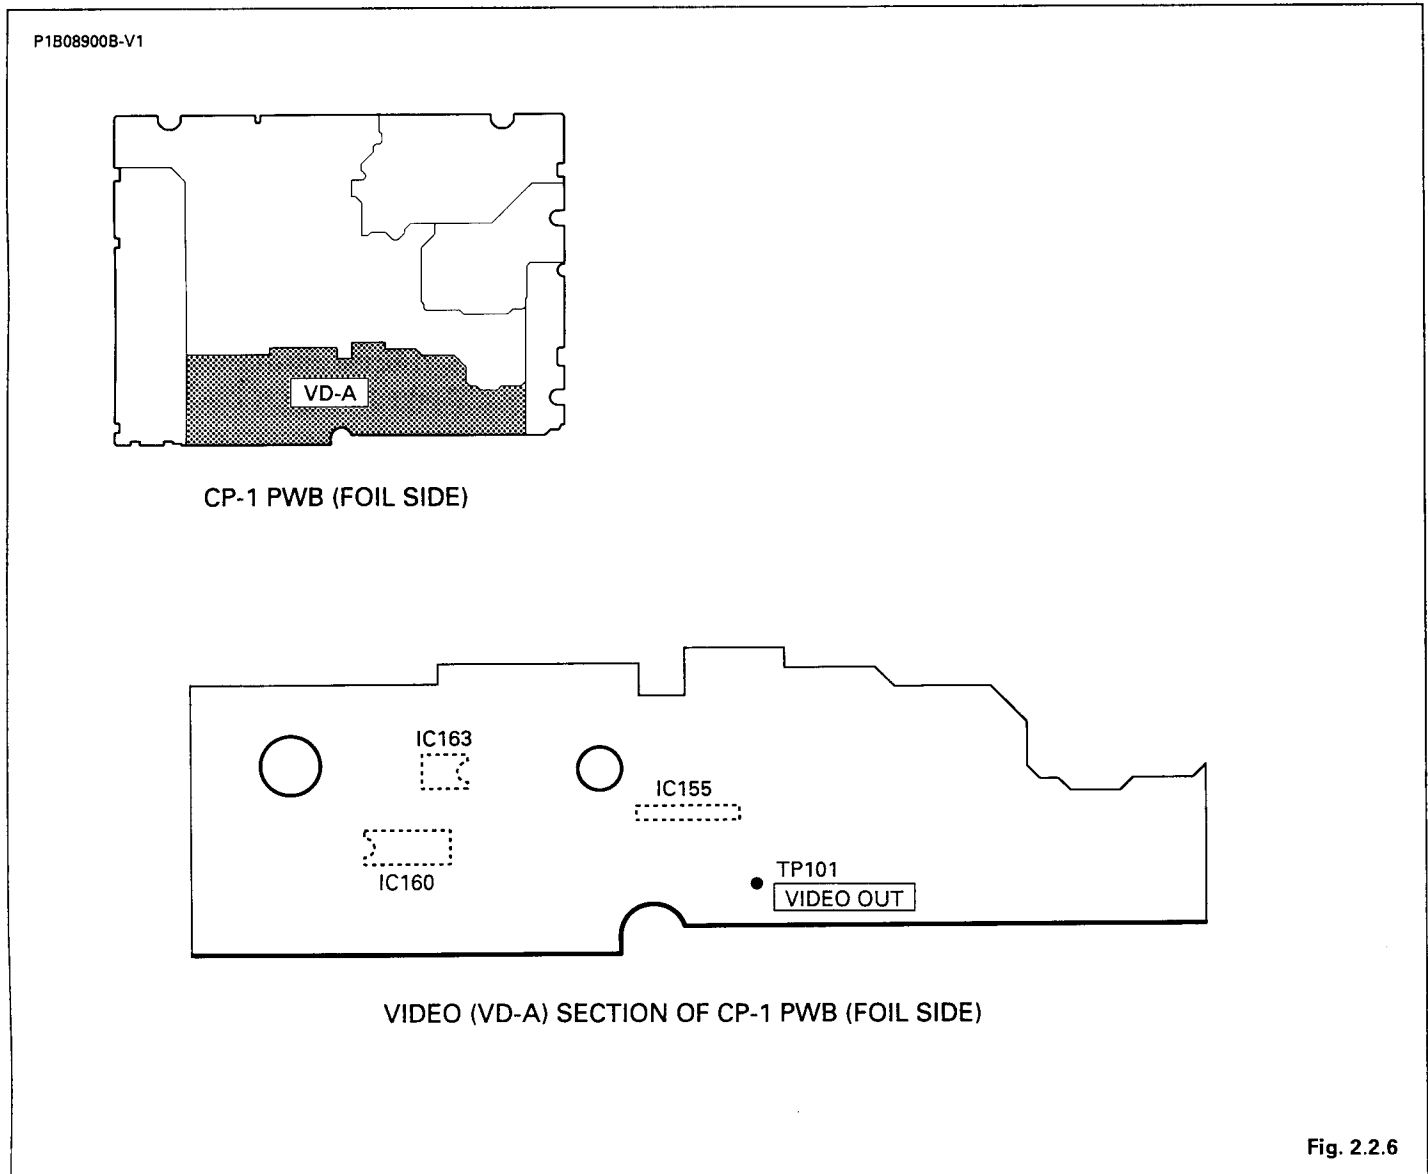 P1B08900B-V1
VD-A
CP-1 PWB (FOIL SIDE)
IC163
IC155
IC160
TP101
VIDEO OUT
VIDEO (VD-A) SECTION OF CP-1 PWB (FOIL SIDE)
Fig. 2.2.6